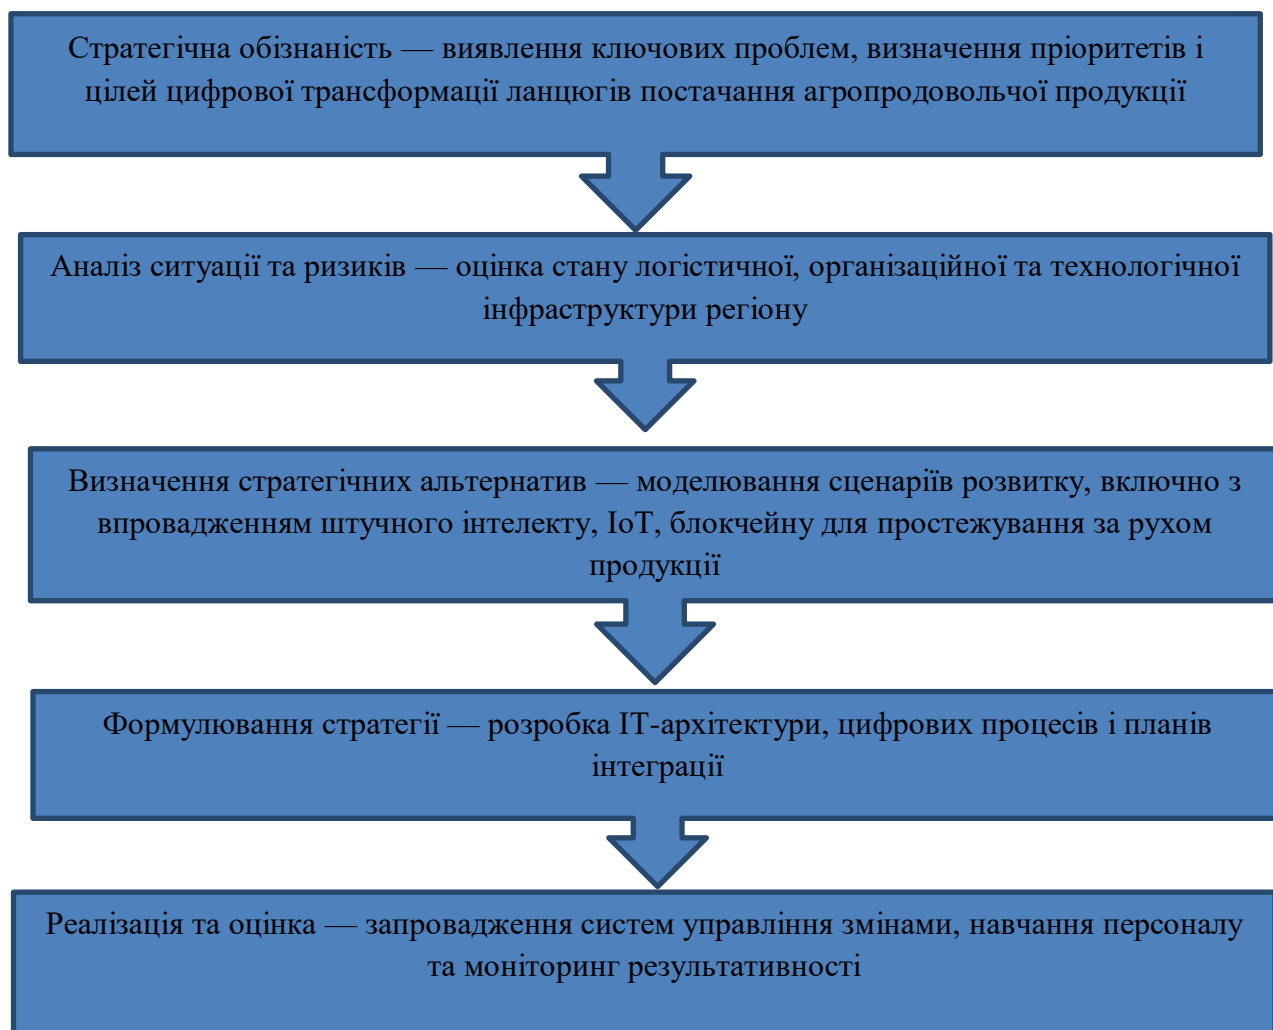 Стратегічна обізнаність — виявлення ключових проблем, визначення пріоритетів і
цілей цифрової трансформації ланцюгів постачання агропродовольчої продукції
Аналіз ситуації та ризиків — оцінка стану логістичної, організаційної та технологічної
інфраструктури регіону
Визначення стратегічних альтернатив — моделювання сценаріїв розвитку, включно з
впровадженням штучного інтелекту, IoT, блокчейну для простежування за рухом
продукції
Формулювання стратегії — розробка ІТ-архітектури, цифрових процесів і планів
інтеграції
Реалізація та оцінка — запровадження систем управління змінами, навчання персоналу
та моніторинг результативності